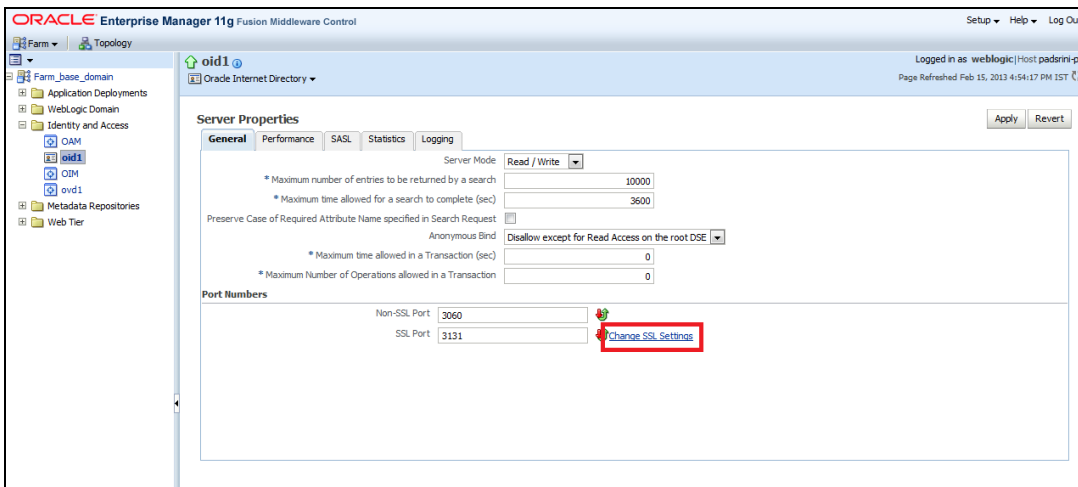 ORACLE Enterprise Manager 11g Fusion Middleware Control
Setup Help Log Ou
Farm Topology
Farm_base_domain
Application Deployments
WebLogic Domain
Identity and Access
OAM
oid1
OIM
ovd1
Metadata Repositories
Web Tier
oid1
Oracle Internet Directory
Logged in as weblogic|Host padsrini-p
Page Refreshed Feb 15, 2013 4:54:17 PM IST
Server Properties
Apply Revert
General Performance SASL Statistics Logging
Server Mode Read / Write
* Maximum number of entries to be returned by a search 10000
* Maximum time allowed for a search to complete (sec) 3600
Preserve Case of Required Attribute Name specified in Search Request
Anonymous Bind Disallow except for Read Access on the root DSE
* Maximum time allowed in a Transaction (sec) 0
* Maximum Number of Operations allowed in a Transaction 0
Port Numbers
Non-SSL Port 3060
SSL Port 3131 Change SSL Settings